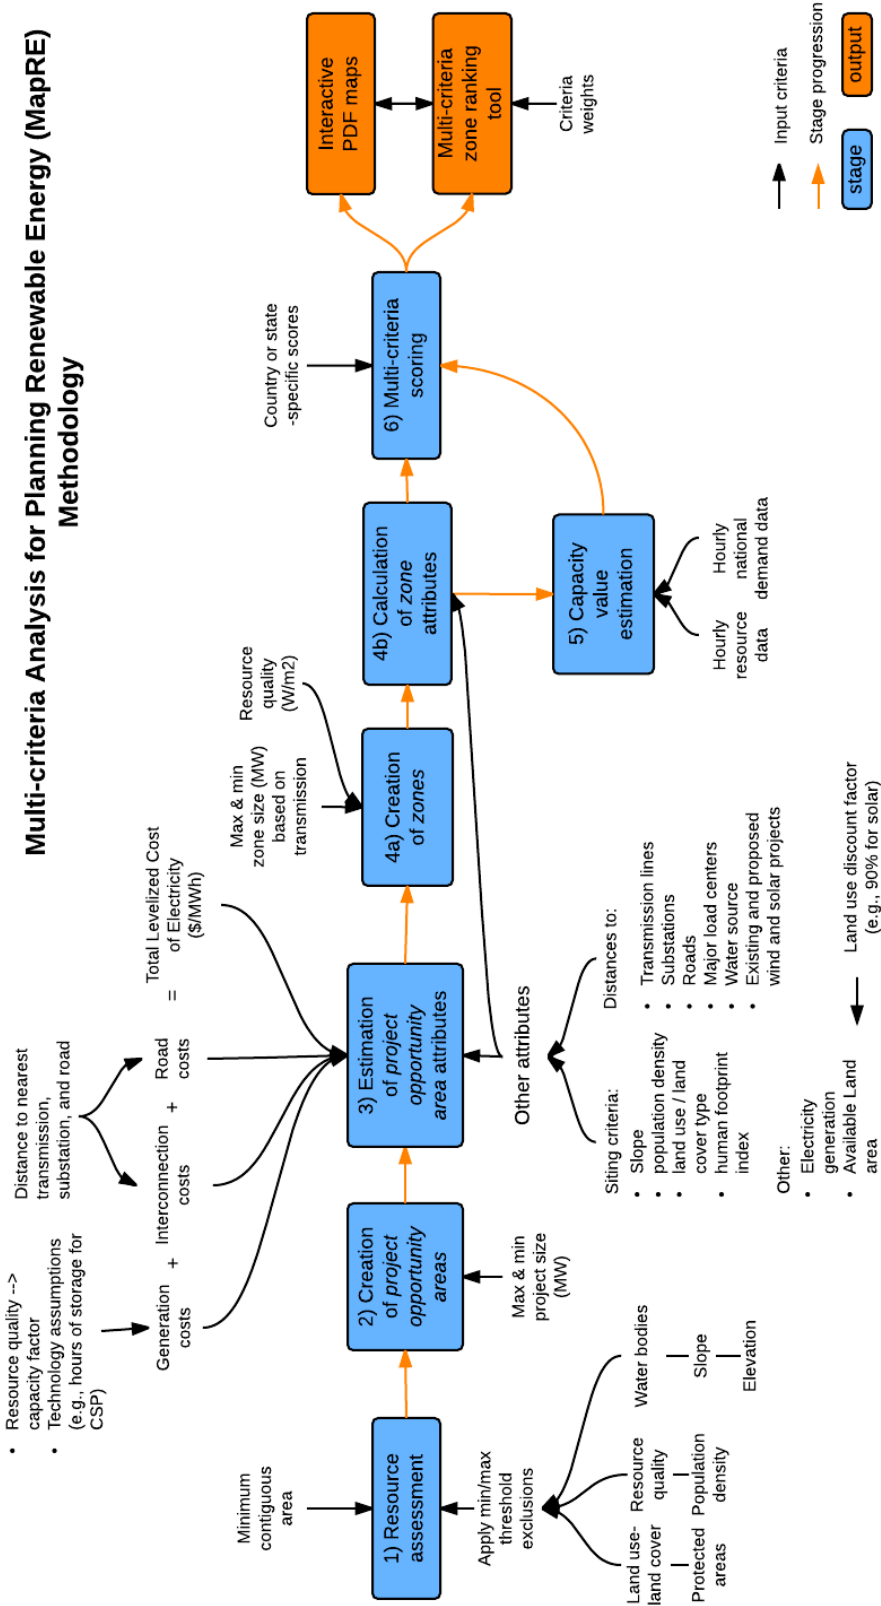 Multi-criteria Analysis for Planning Renewable Energy (MapRE)
Methodology
• Resource quality -->
capacity factor
• Technology assumptions
(e.g., hours of storage for
CSP)
Distance to nearest
transmission,
substation, and road
Generation
costs
+
Interconnection
costs
+
Road
costs
=
Total Levelized Cost
of Electricity
($/MWh)
Minimum
contiguous
area
1) Resource
assessment
Apply min/max
threshold
exclusions
Land use-
land cover
Protected
areas
Resource
quality
Population
density
Water bodies
Slope
Elevation
2) Creation
of project
opportunity
areas
Max & min
project size
(MW)
3) Estimation
of project
opportunity
area attributes
Other attributes
Siting criteria:
• Slope
• population density
• land use / land
cover type
• human footprint
index
Distances to:
• Transmission lines
• Substations
• Roads
• Major load centers
• Water source
• Existing and proposed
wind and solar projects
Other:
• Electricity
generation
• Available Land
area
Land use discount factor
(e.g., 90% for solar)
Max & min
zone size (MW)
based on
transmission
Resource
quality
(W/m2)
4a) Creation
of zones
4b) Calculation
of zone
attributes
5) Capacity
value
estimation
Hourly
resource
data
Hourly
national
demand data
Country or state
-specific scores
6) Multi-criteria
scoring
Interactive
PDF maps
Multi-criteria
zone ranking
tool
Criteria
weights
Input criteria
Stage progression
stage
output